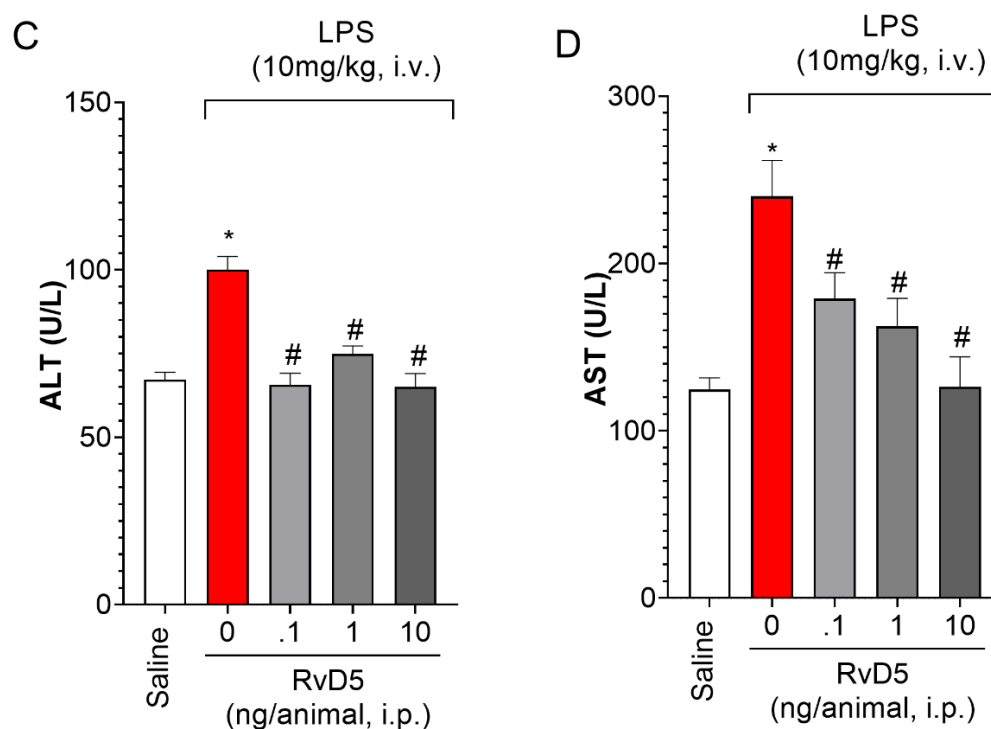 C
LPS
(10mg/kg, i.v.)
150
100
50
0
ALT (U/L)
*
#
#
#
Saline
0 .1 1 10
RvD5
(ng/animal, i.p.)
D
LPS
(10mg/kg, i.v.)
300
200
100
0
AST (U/L)
*
#
#
#
Saline
0 .1 1 10
RvD5
(ng/animal, i.p.)